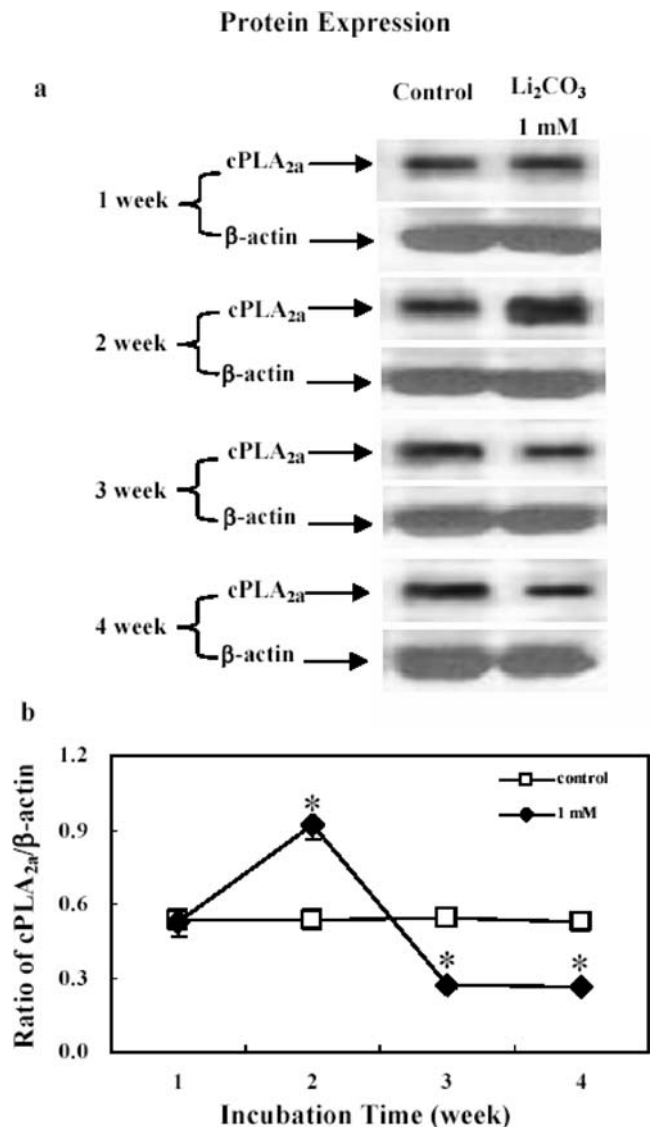 Protein Expression
a
Control Li₂CO₃
1 mM
cPLA₂a
1 week
β-actin
cPLA₂a
2 week
β-actin
cPLA₂a
3 week
β-actin
cPLA₂a
4 week
β-actin
b
Ratio of cPLA₂a/β-actin
1.2
0.9
0.6
0.3
0.0
control
1 mM
*
*
*
1 2 3 4
Incubation Time (week)